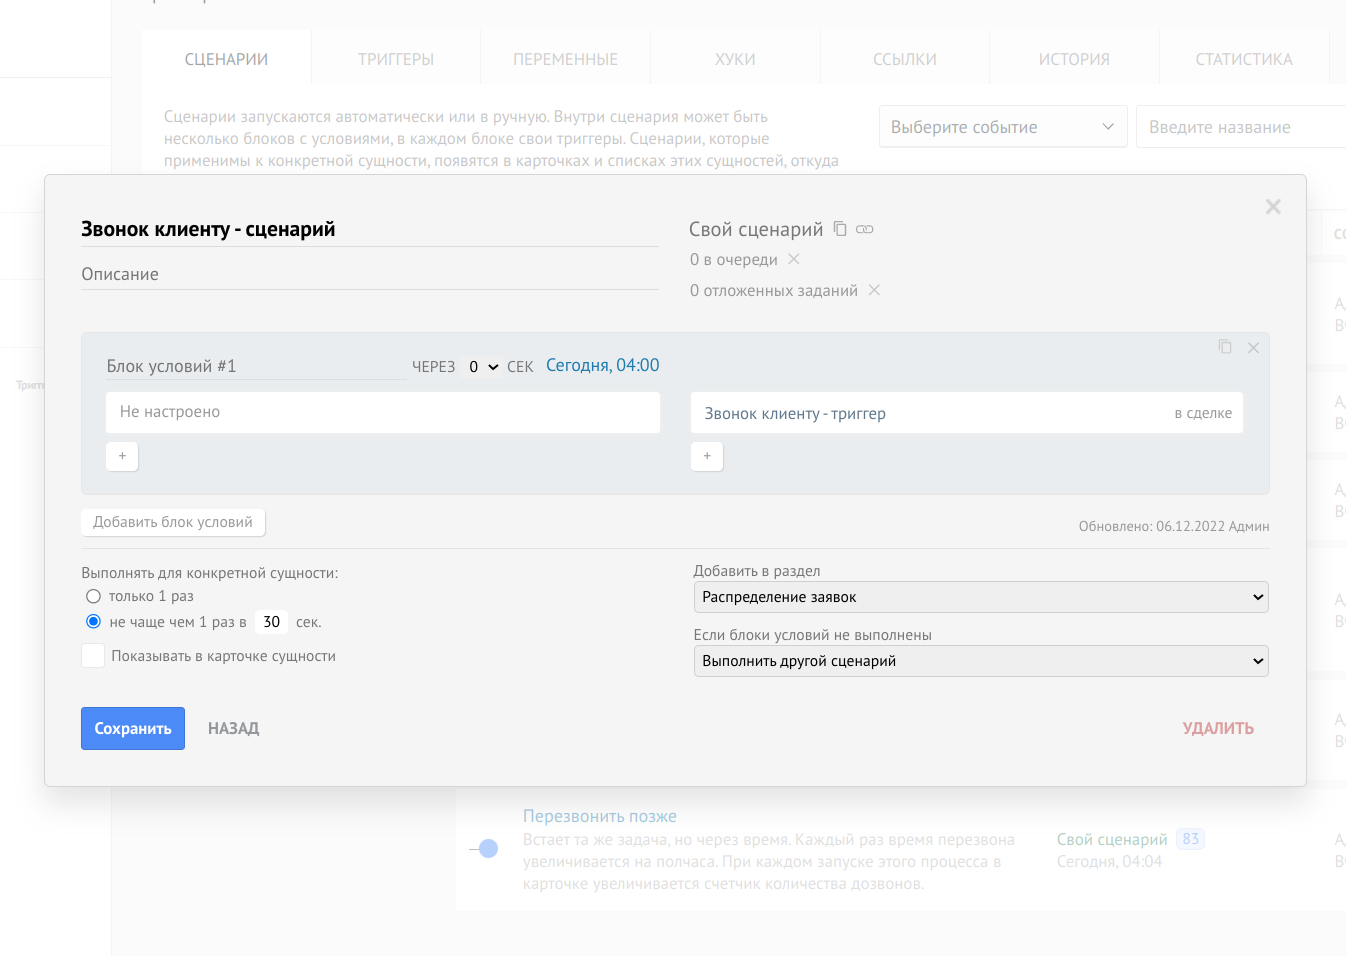 СЦЕНАРИИ
ТРИГГЕРЫ
ПЕРЕМЕННЫЕ
ХУКИ
ССЫЛКИ
ИСТОРИЯ
СТАТИСТИКА
Сценарии запускаются автоматически или в ручную. Внутри сценария может быть
несколько блоков с условиями, в каждом блоке свои триггеры. Сценарии, которые
применимы к конкретной сущности, появятся в карточках и списках этих сущностей, откуда
Выберите событие
Введите название
Звонок клиенту - сценарий
Описание
Свой сценарий
0 в очереди
0 отложенных заданий
Блок условий #1
ЧЕРЕЗ 0 СЕК Сегодня, 04:00
Не настроено
+
Звонок клиенту - триггер
в сделке
+
Добавить блок условий
Обновлено: 06.12.2022 Админ
Выполнять для конкретной сущности:
только 1 раз
не чаще чем 1 раз в 30 сек.
Показывать в карточке сущности
Добавить в раздел
Распределение заявок
Если блоки условий не выполнены
Выполнить другой сценарий
Сохранить
НАЗАД
УДАЛИТЬ
Перезвонить позже
Встает та же задача, но через время. Каждый раз время перезвона
увеличивается на полчаса. При каждом запуске этого процесса в
карточке увеличивается счетчик количества дозвонов.
Свой сценарий 83
Сегодня, 04:04